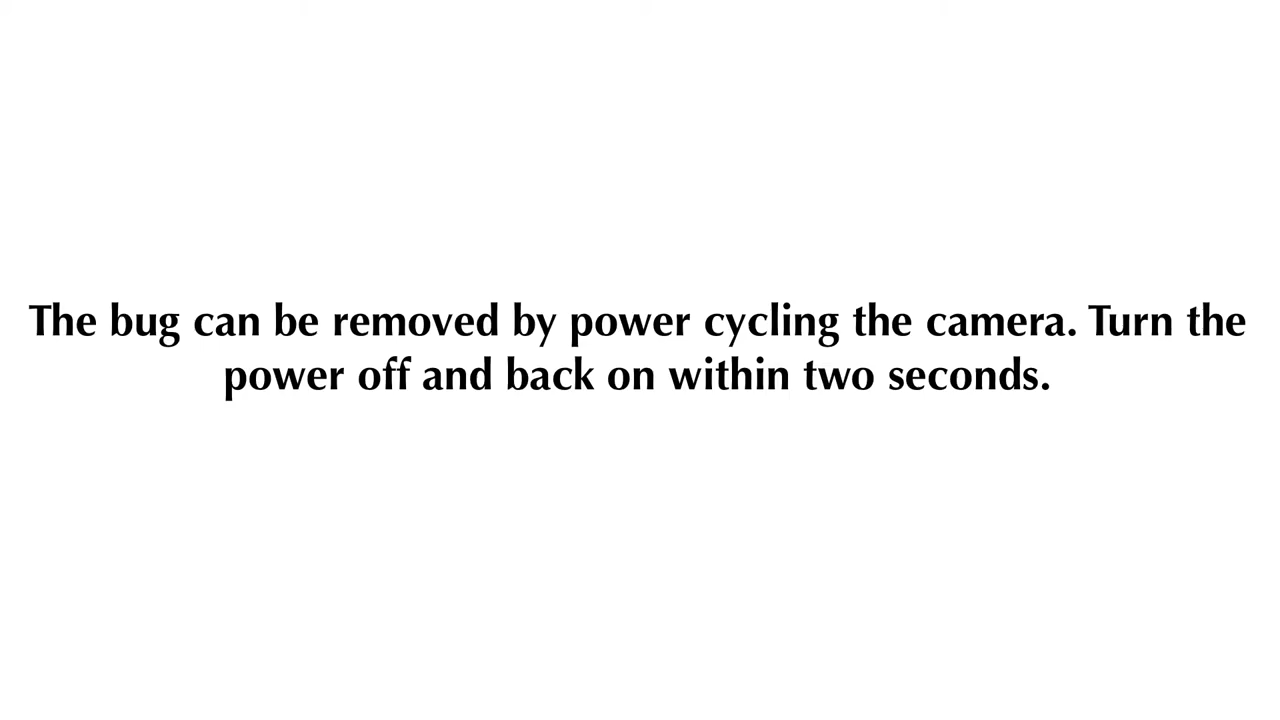 The bug can be removed by power cycling the camera. Turn the
power off and back on within two seconds.